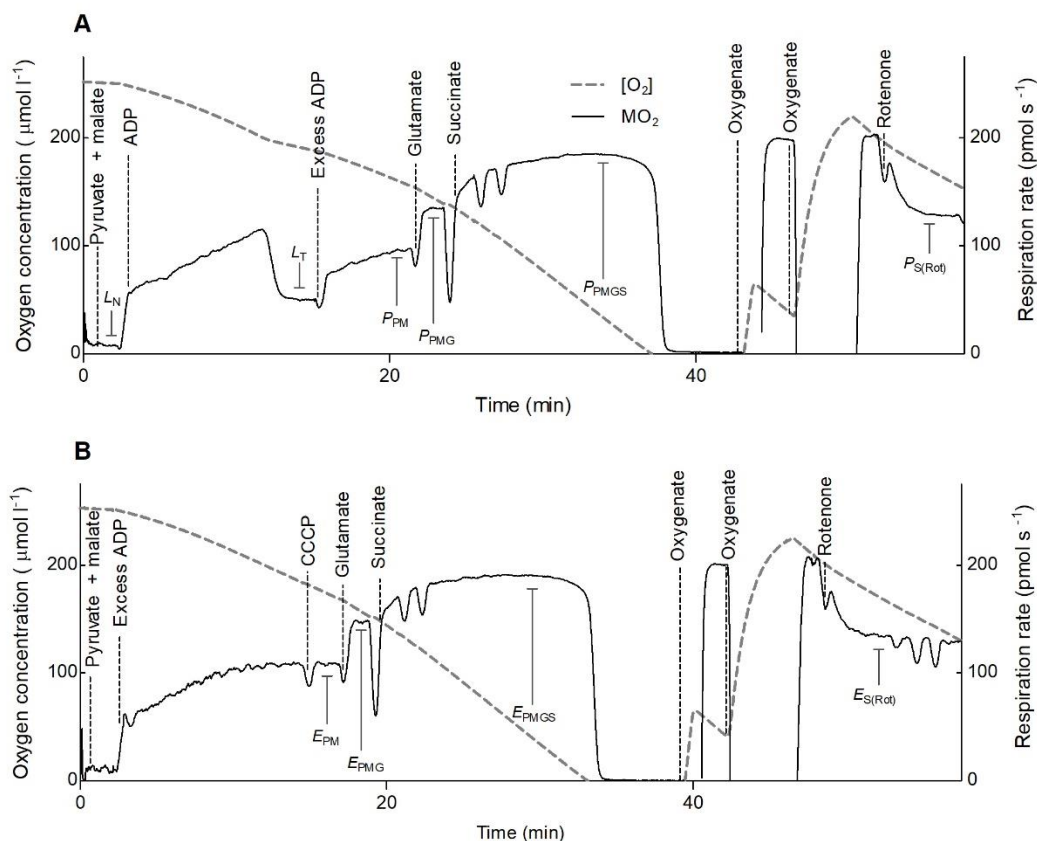 A
Oxygen concentration ( μmol l⁻¹)
200
100
0
Pyruvate + malate
ADP
Excess ADP
Glutamate
Succinate
[O₂]
MO₂
Oxygenate
Oxygenate
Rotenone
L_N
L_T
P_PM
P_PMG
P_PMGS
P_S(Rot)
200
100
0
Respiration rate (pmol s ⁻¹)
0
20
40
Time (min)
B
Oxygen concentration ( μmol l⁻¹)
200
100
0
Pyruvate + malate
Excess ADP
CCCP
Glutamate
Succinate
Oxygenate
Oxygenate
Rotenone
E_PM
E_PMG
E_PMGS
E_S(Rot)
200
100
0
Respiration rate (pmol s⁻¹)
0
20
40
Time (min)